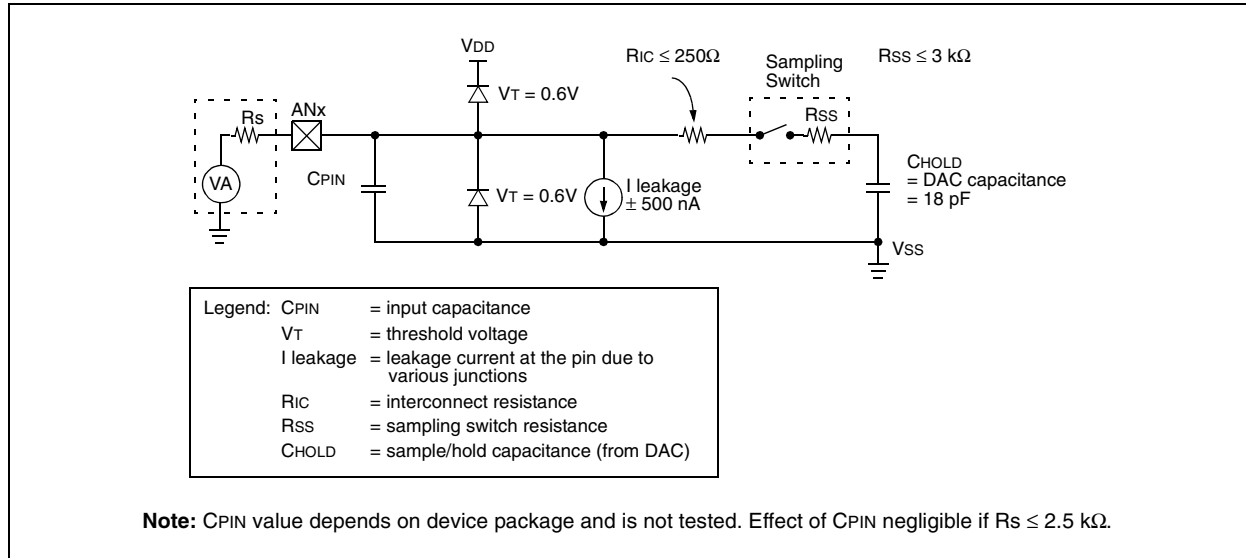 VDD
RIC ≤ 250Ω
Sampling
Switch
RSS ≤ 3 kΩ
VT = 0.6V
Rs
ANx
RSS
VA
CPIN
VT = 0.6V
I leakage
± 500 nA
CHOLD
= DAC capacitance
= 18 pF
VSS
Legend: CPIN = input capacitance
VT = threshold voltage
I leakage = leakage current at the pin due to
various junctions
RIC = interconnect resistance
RSS = sampling switch resistance
CHOLD = sample/hold capacitance (from DAC)
Note: CPIN value depends on device package and is not tested. Effect of CPIN negligible if Rs ≤ 2.5 kΩ.